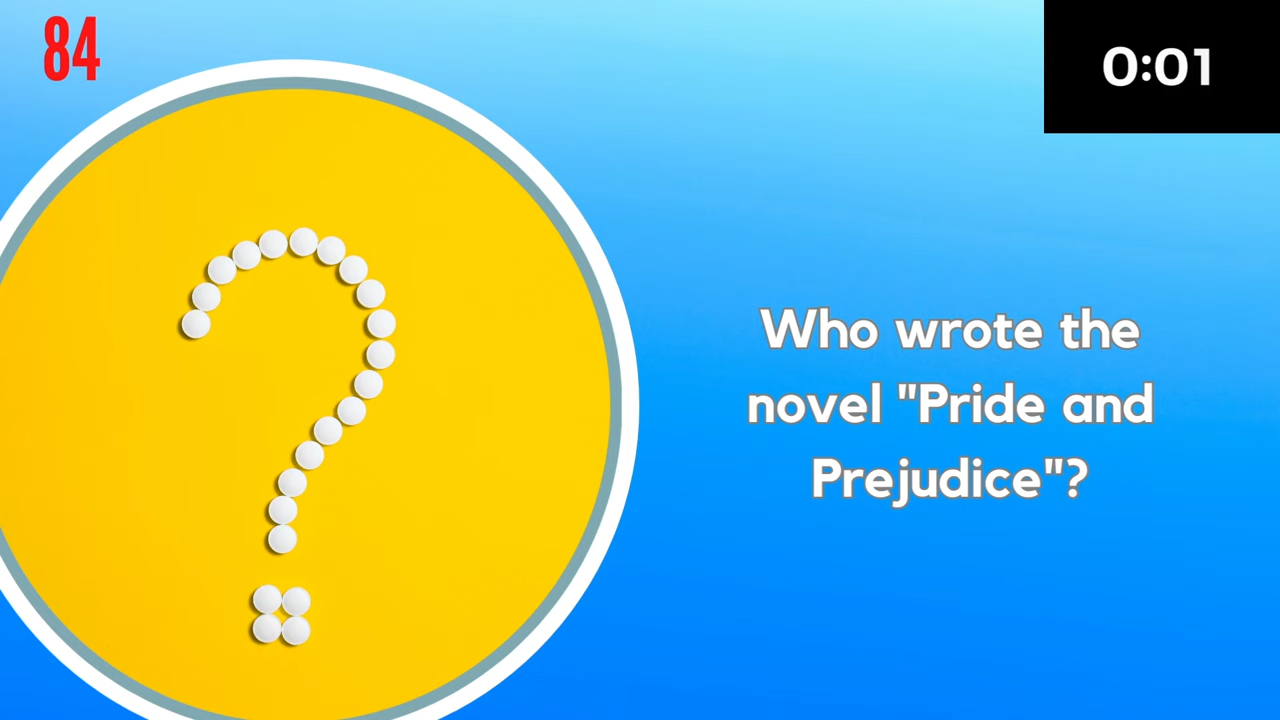 84
0:01
Who wrote the
novel "Pride and
Prejudice"?